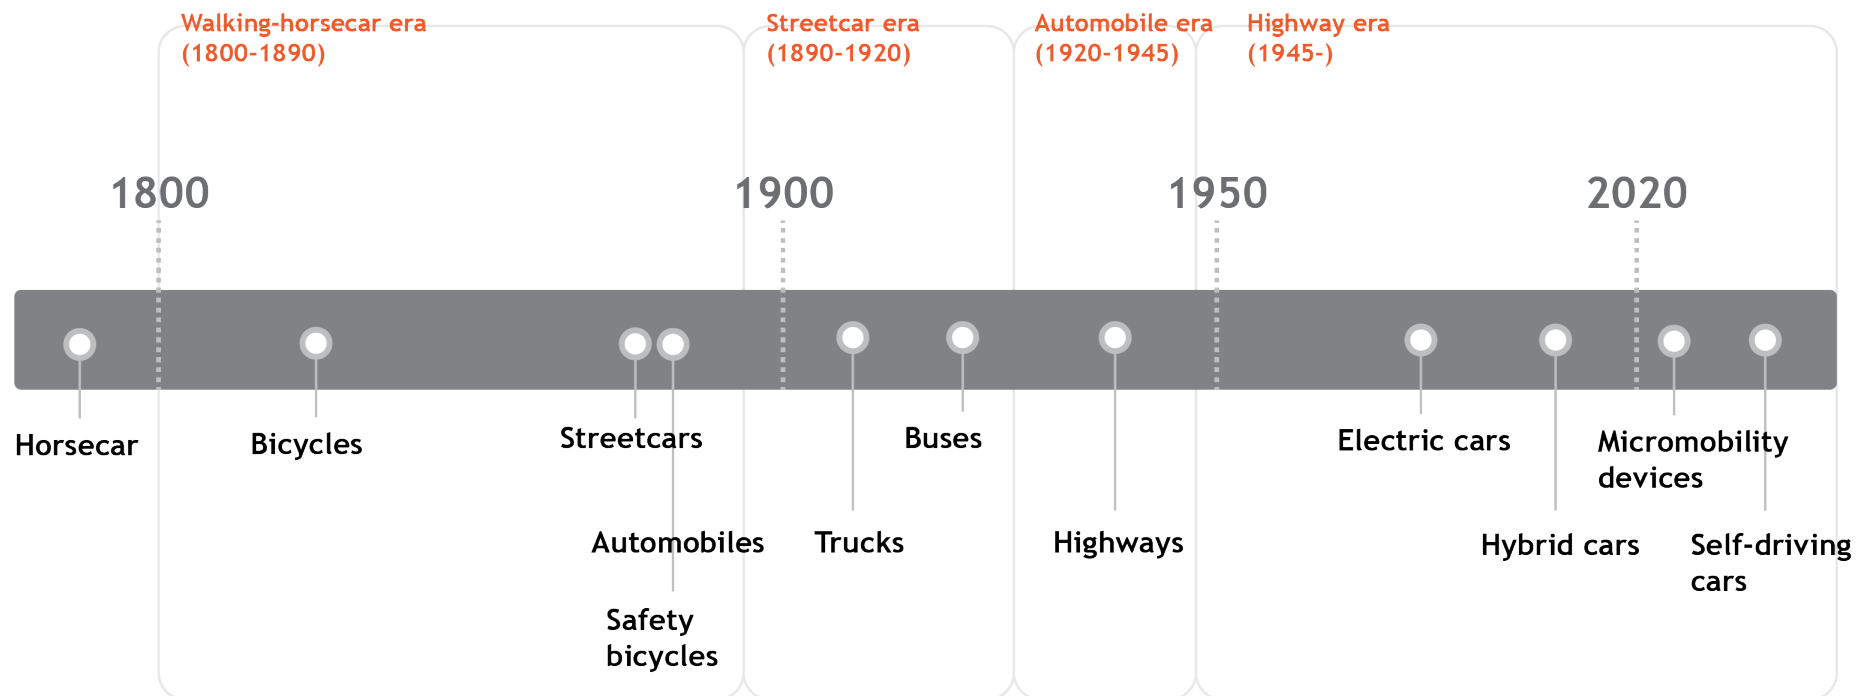 Walking-horsecar era
(1800-1890)
Streetcar era
(1890-1920)
Automobile era
(1920-1945)
Highway era
(1945-)
1800
1900
1950
2020
Horsecar
Bicycles
Streetcars
Automobiles
Safety
bicycles
Trucks
Buses
Highways
Electric cars
Hybrid cars
Micromobility
devices
Self-driving
cars